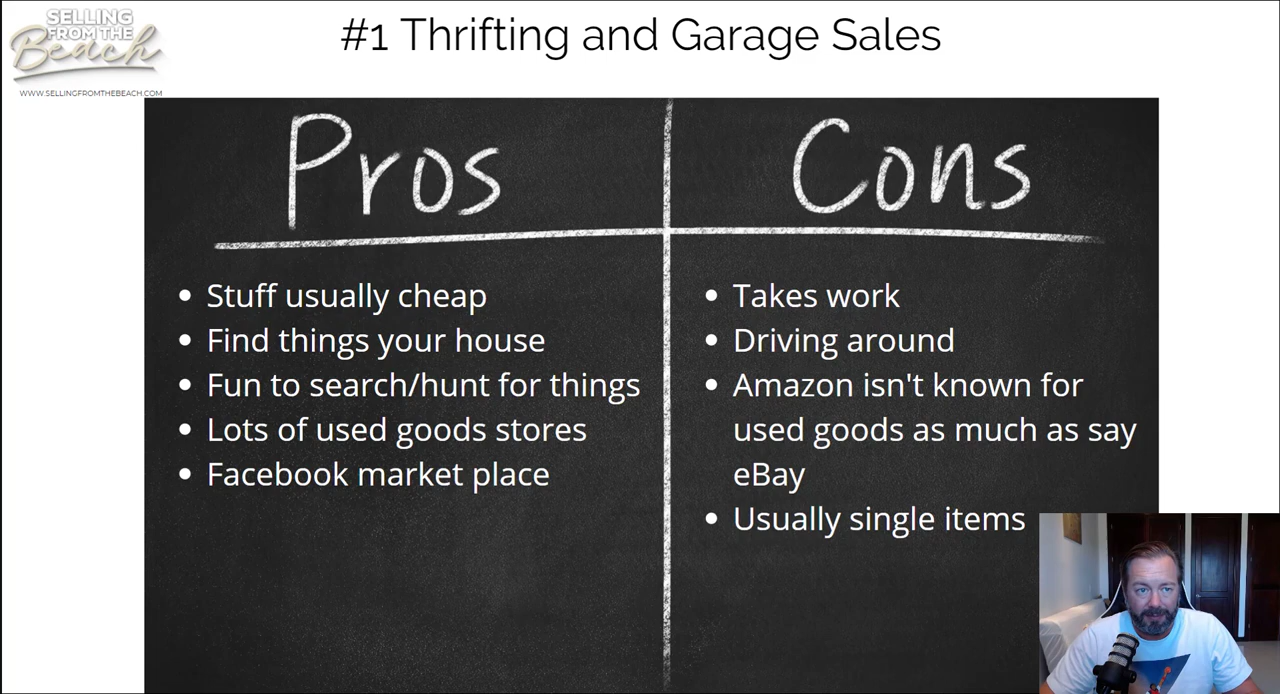 SELLING
FROM THE
Beach
WWW.SELLINGFROMTHEBEACH.COM
#1 Thrifting and Garage Sales
Pros
• Stuff usually cheap
• Find things your house
• Fun to search/hunt for things
• Lots of used goods stores
• Facebook market place
Cons
• Takes work
• Driving around
• Amazon isn't known for
used goods as much as say
eBay
• Usually single items